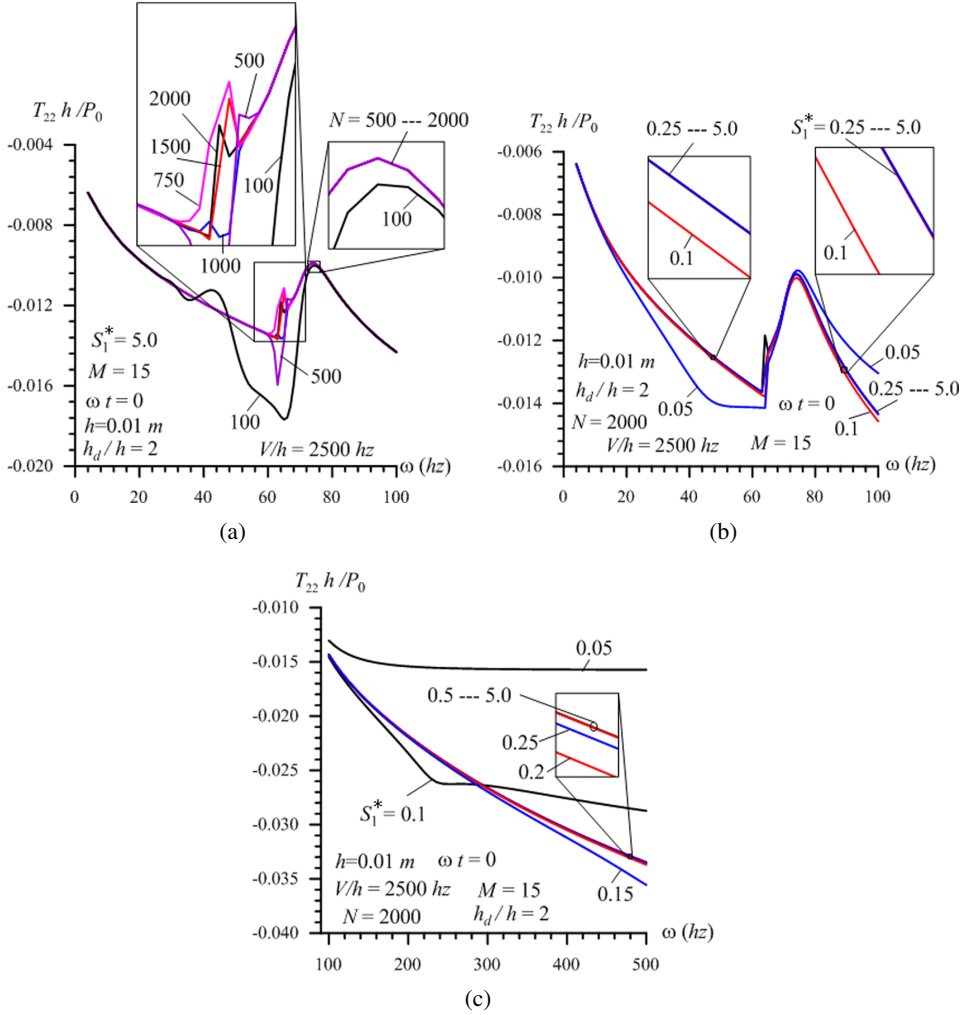 T₂₂ h /P₀
-0.004
-0.008
-0.012
-0.016
-0.020
0
20
40
60
80
100
ω (hz)
2000
1500
750
500
100
1000
N = 500 --- 2000
100
S₁* = 5.0
M = 15
ω t = 0
h=0.01 m
h_d / h = 2
100
500
V/h = 2500 hz
(a)
T₂₂ h /P₀
-0.006
-0.008
-0.010
-0.012
-0.014
-0.016
0
20
40
60
80
100
ω (hz)
0.25 --- 5.0
0.1
S₁* = 0.25 --- 5.0
0.1
h=0.01 m
h_d / h = 2
N = 2000
V/h = 2500 hz
0.05
ω t = 0
M = 15
0.05
0.25 --- 5.0
0.1
(b)
T₂₂ h /P₀
-0.010
-0.015
-0.020
-0.025
-0.030
-0.035
-0.040
100
200
300
400
500
ω (hz)
0.05
0.5 --- 5.0
0.25
0.2
S₁* = 0.1
0.15
h=0.01 m ω t = 0
V/h = 2500 hz M = 15
N = 2000 h_d / h = 2
(c)